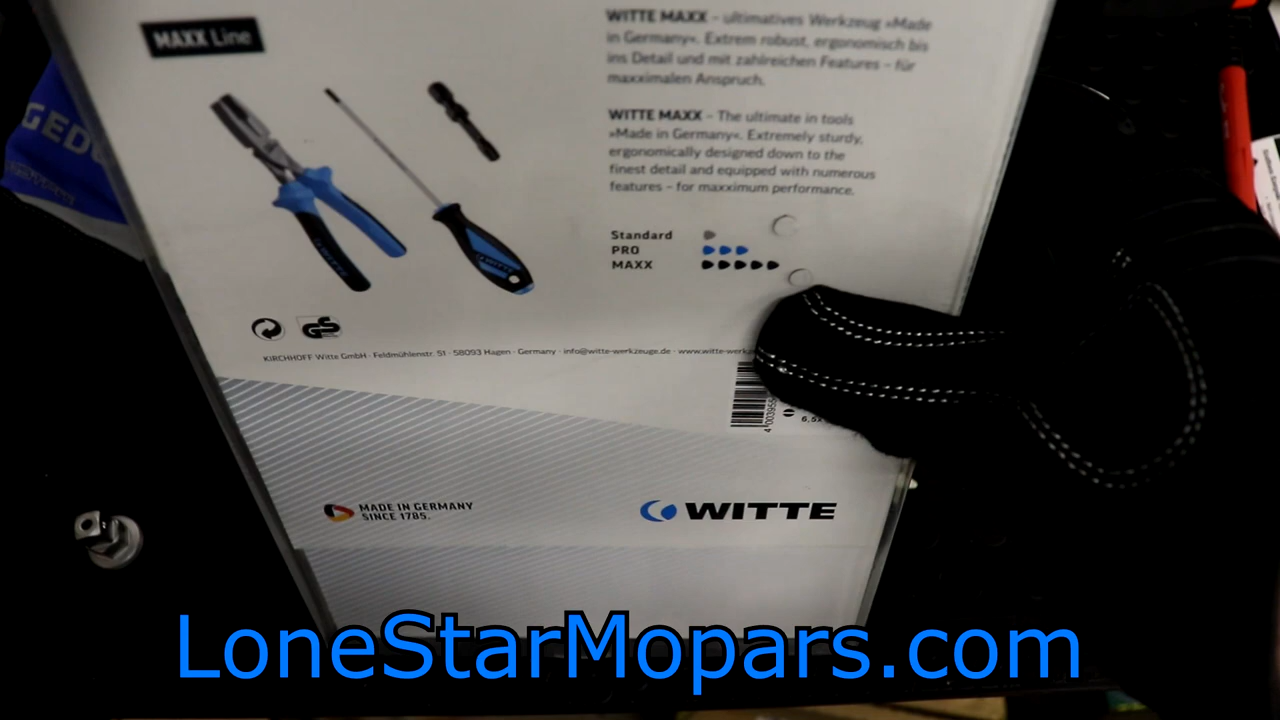 MAXX Line
WITTE MAXX – ultimatives Werkzeug »Made
in Germany«. Extrem robust, ergonomisch bis
ins Detail und mit zahlreichen Features – für
maxximalen Anspruch.
WITTE MAXX – The ultimate in tools
»Made in Germany«. Extremely sturdy,
ergonomically designed down to the
finest detail and equipped with numerous
features – for maxximum performance.
Standard
PRO
MAXX
GEDO
WITTE
GS
KIRCHHOFF Witte GmbH · Feldmühlenstr. 51 · 58093 Hagen · Germany · info@witte-werkzeuge.de
MADE IN GERMANY
SINCE 1785.
WITTE
LoneStarMopars.com